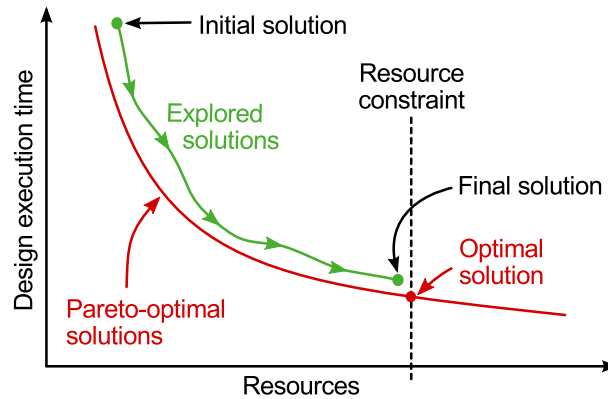 Initial solution
Resource
constraint
Explored
solutions
Final solution
Optimal
solution
Pareto-optimal
solutions
Design execution time
Resources